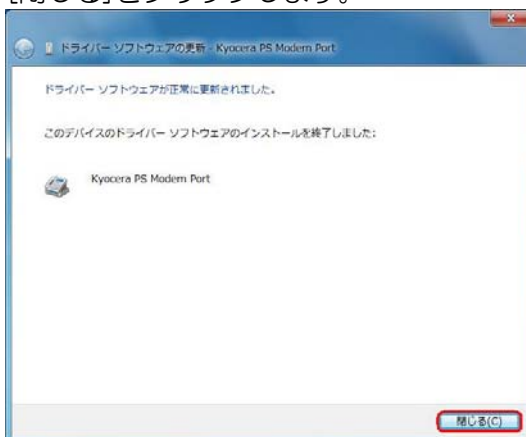 [閉じる]をクリックします。
ドライバー ソフトウェアの更新 - Kyocera PS Modem Port
ドライバー ソフトウェアが正常に更新されました。
このデバイスのドライバー ソフトウェアのインストールを終了しました:
Kyocera PS Modem Port
閉じる(C)